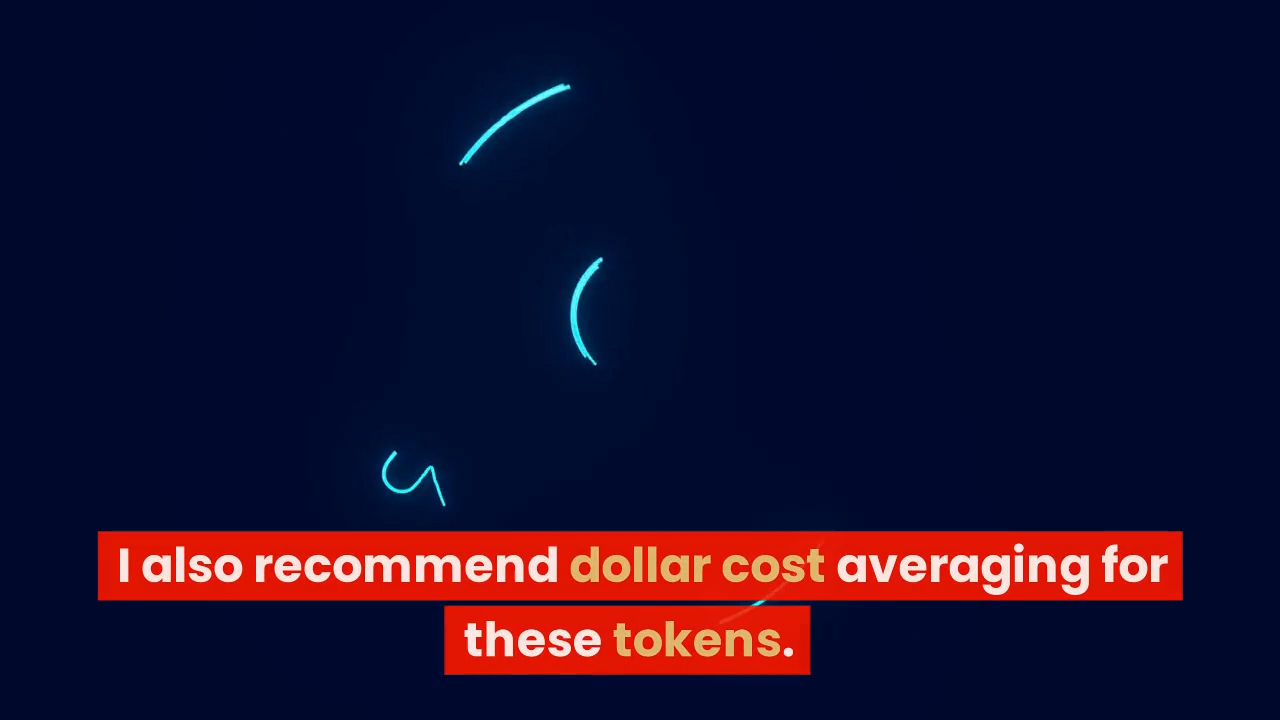 I also recommend dollar cost averaging for
these tokens.